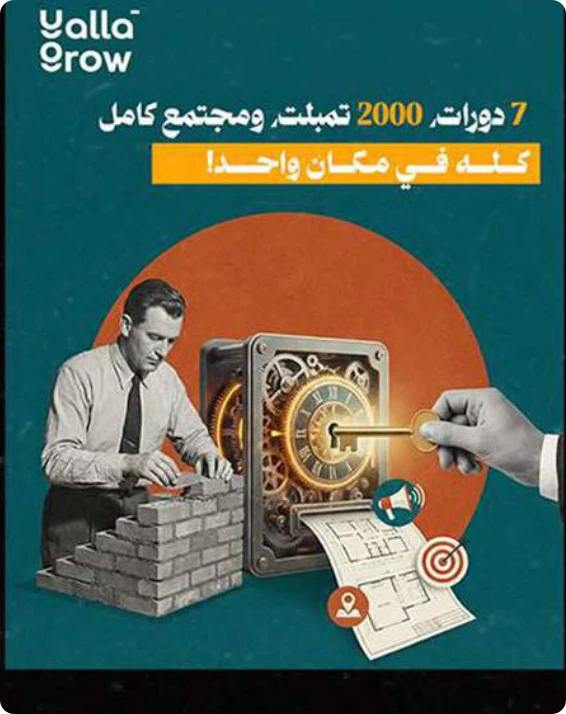 yalla
grow
7 دورات, 2000 تمبلت, ومجتمع كامل
كله في مكان واحد!